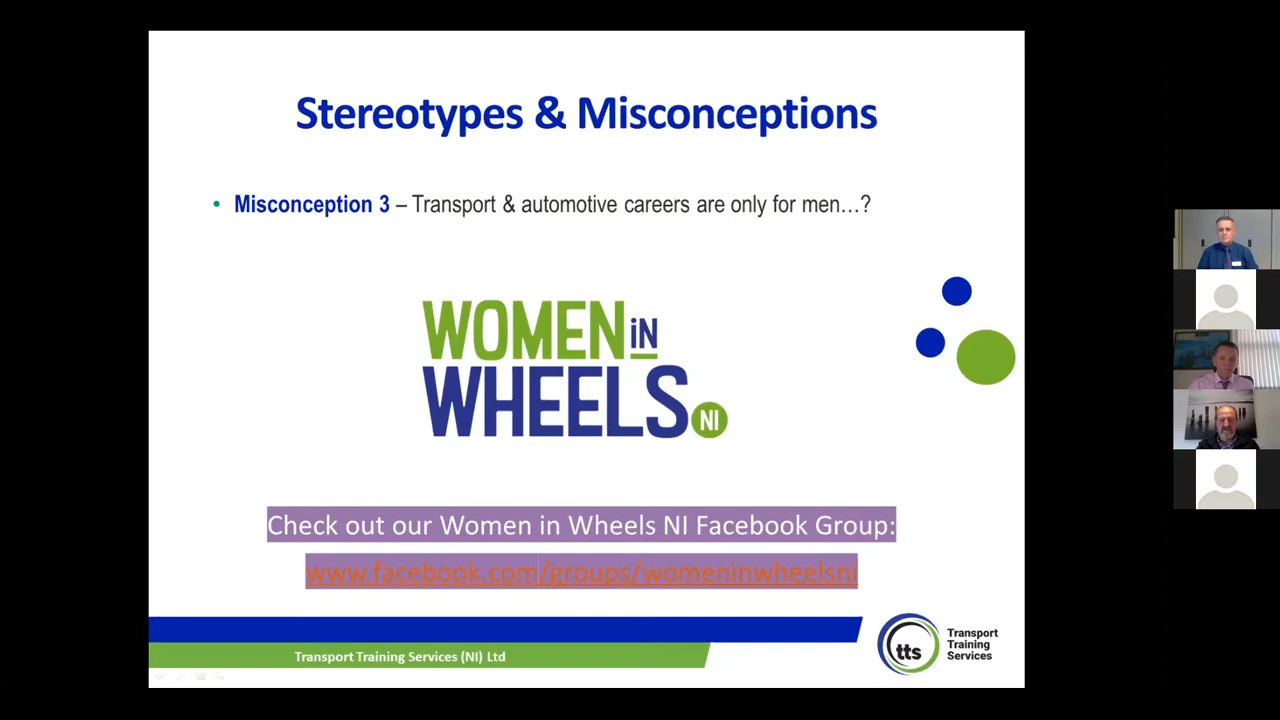 Stereotypes & Misconceptions
• Misconception 3 – Transport & automotive careers are only for men…?
WOMEN iN
WHEELS NI
Check out our Women in Wheels NI Facebook Group:
www.facebook.com/groups/womeninwheelsni
Transport Training Services (NI) Ltd
tts
Transport
Training
Services